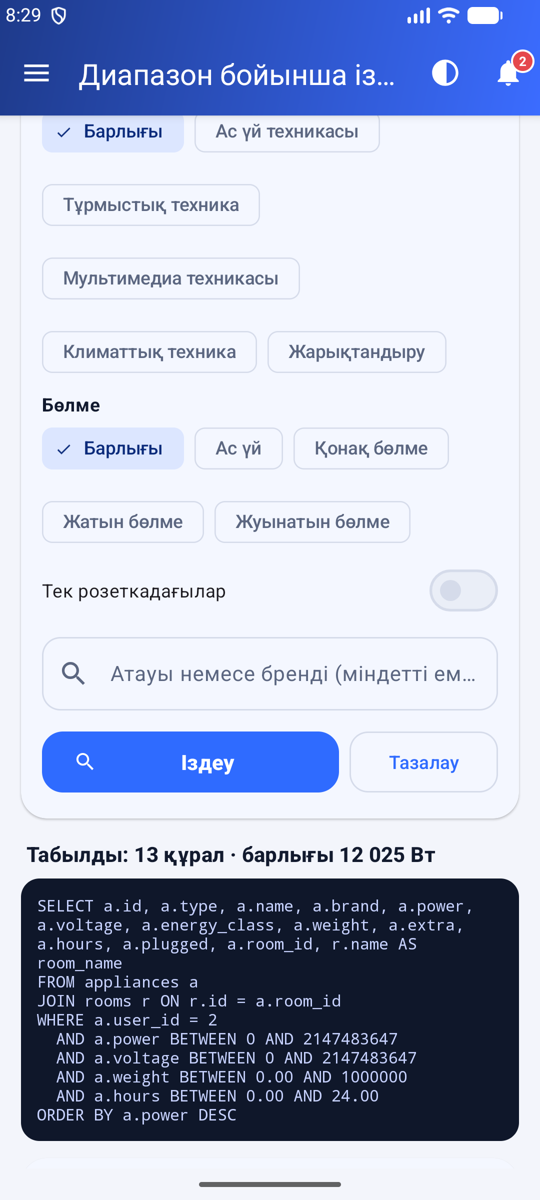 8:29
Диапазон бойынша із...
2
Барлығы
Ас үй техникасы
Тұрмыстық техника
Мультимедиа техникасы
Климаттық техника
Жарықтандыру
Бөлме
Барлығы
Ас үй
Қонақ бөлме
Жатын бөлме
Жуынатын бөлме
Тек розеткадағылар
Атауы немесе бренді (міндетті ем...
Іздеу
Тазалау
Табылды: 13 құрал · барлығы 12 025 Вт
SELECT a.id, a.type, a.name, a.brand, a.power,
a.voltage, a.energy_class, a.weight, a.extra,
a.hours, a.plugged, a.room_id, r.name AS
room_name
FROM appliances a
JOIN rooms r ON r.id = a.room_id
WHERE a.user_id = 2
  AND a.power BETWEEN 0 AND 2147483647
  AND a.voltage BETWEEN 0 AND 2147483647
  AND a.weight BETWEEN 0.00 AND 1000000
  AND a.hours BETWEEN 0.00 AND 24.00
ORDER BY a.power DESC